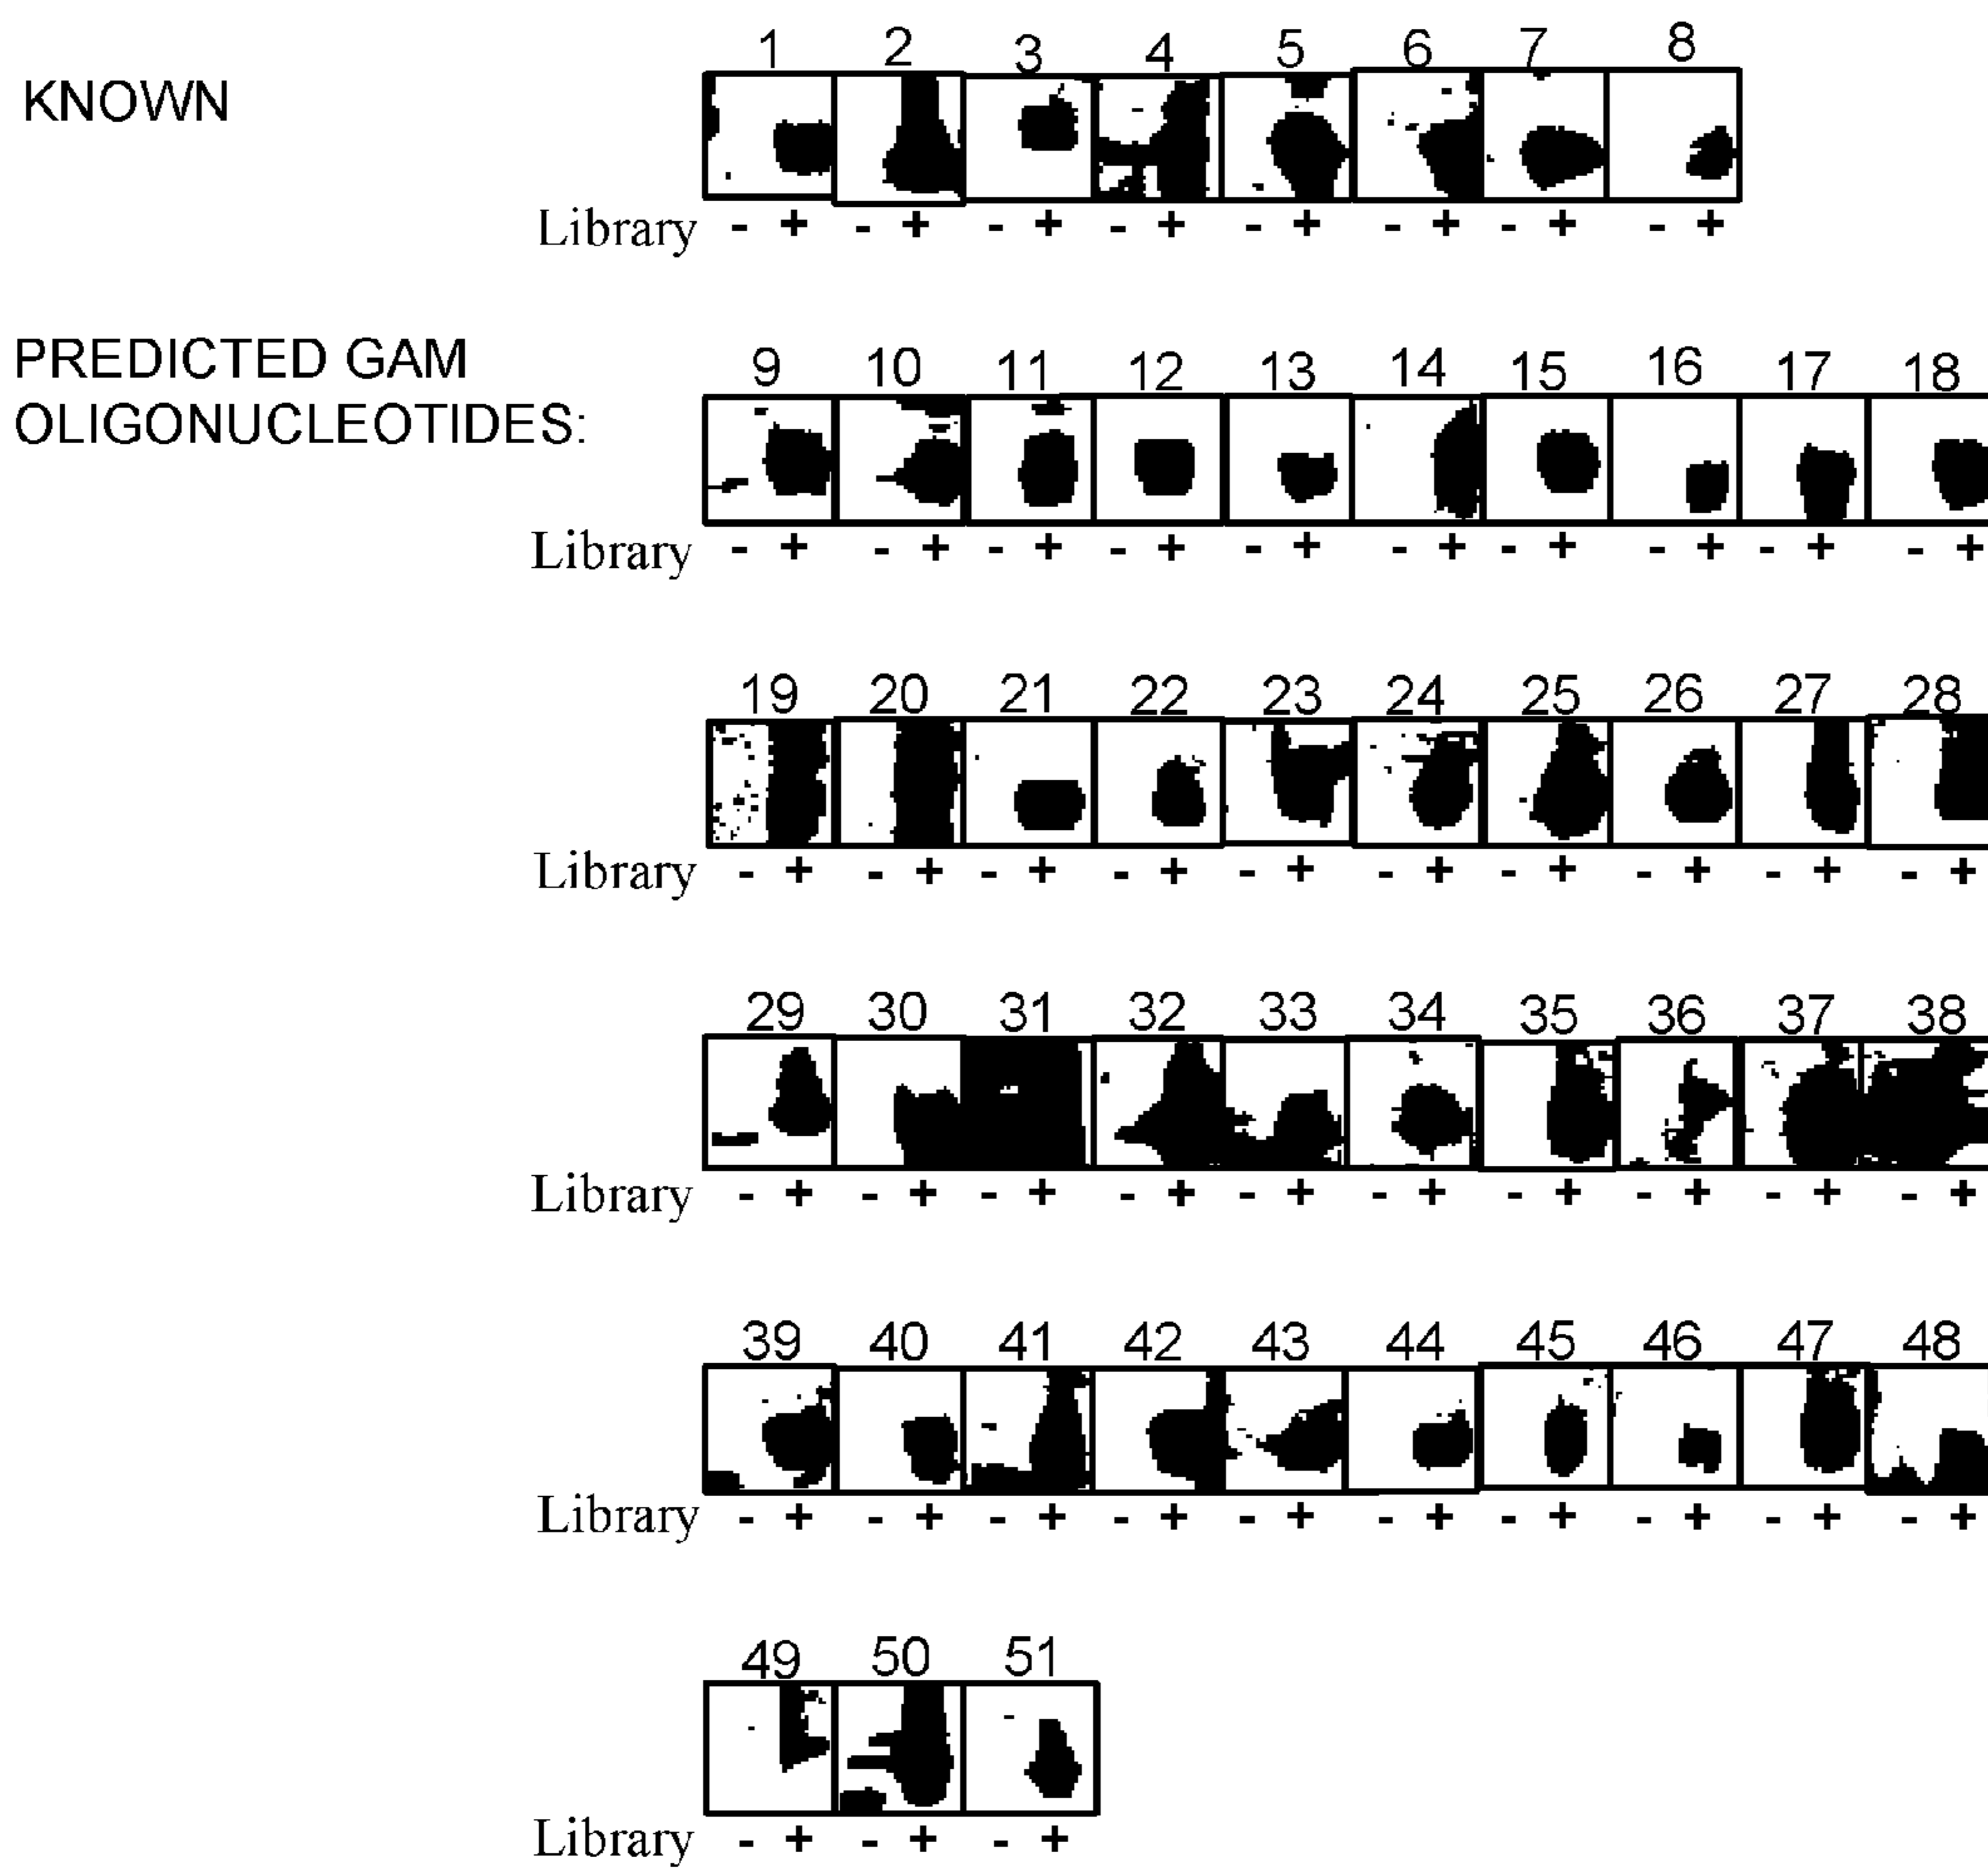 1 2 3 4 5 6 7 8
KNOWN
Library - + - + - + - + - + - + - + - +
PREDICTED GAM
9 10 11 12 13 14 15 16 17 18
OLIGONUCLEOTIDES:
Library - + - + - + - + - + - + - + - + - + - +
19 20 21 22 23 24 25 26 27 28
Library - + - + - + - + - + - + - + - + - + - +
29 30 31 32 33 34 35 36 37 38
Library - + - + - + - + - + - + - + - + - + - +
39 40 41 42 43 44 45 46 47 48
Library - + - + - + - + - + - + - + - + - + - +
49 50 51
Library - + - + - +